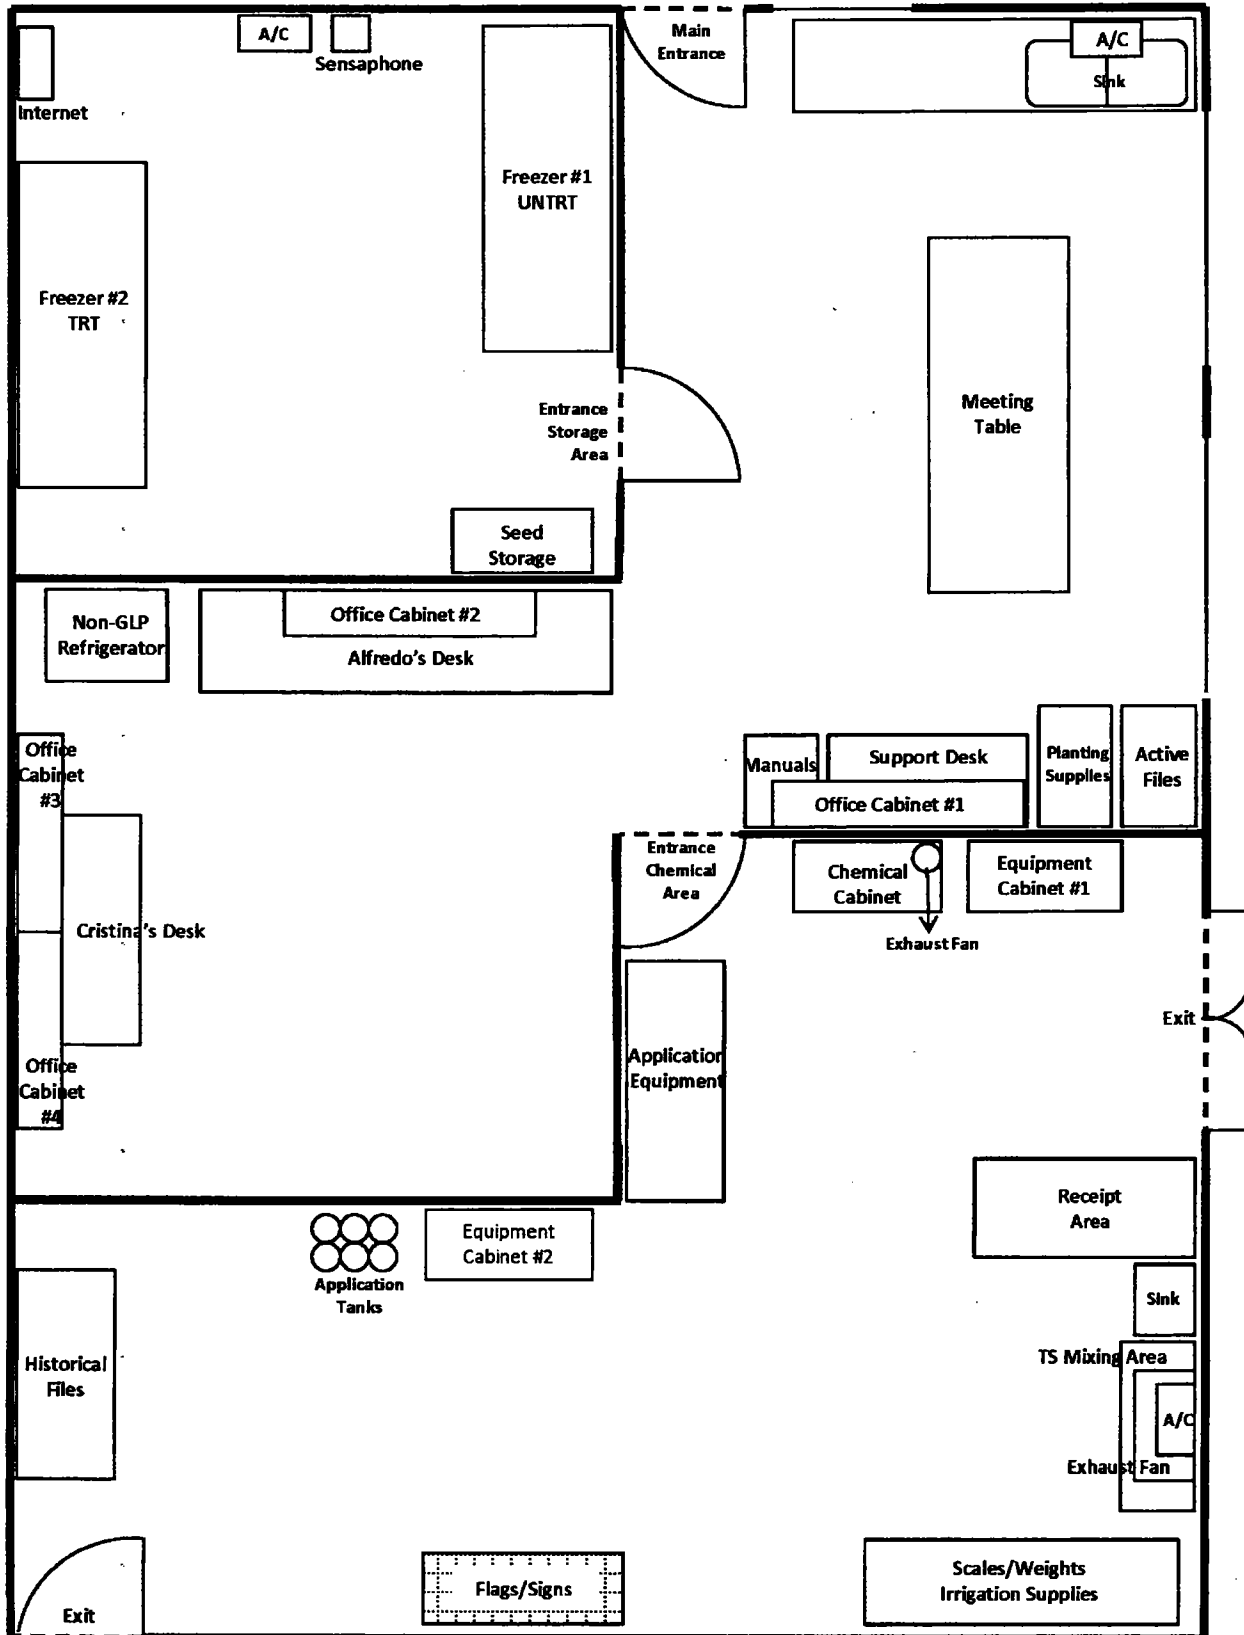 A/C
Sensaphone
Internet
Main
Entrance
A/C
Sink
Freezer #1
UNTRT
Freezer #2
TRT
Entrance
Storage
Area
Meeting
Table
Seed
Storage
Non-GLP
Refrigerator
Office Cabinet #2
Alfredo's Desk
Office
Cabinet
#3
Manuals
Support Desk
Office Cabinet #1
Planting
Supplies
Active
Files
Entrance
Chemical
Area
Chemical
Cabinet
Exhaust Fan
Equipment
Cabinet #1
Cristina's Desk
Exit
Office
Cabinet
#4
Application
Equipment
Receipt
Area
Equipment
Cabinet #2
Application
Tanks
Sink
Historical
Files
TS Mixing Area
A/C
Exhaust Fan
Exit
Flags/Signs
Scales/Weights
Irrigation Supplies